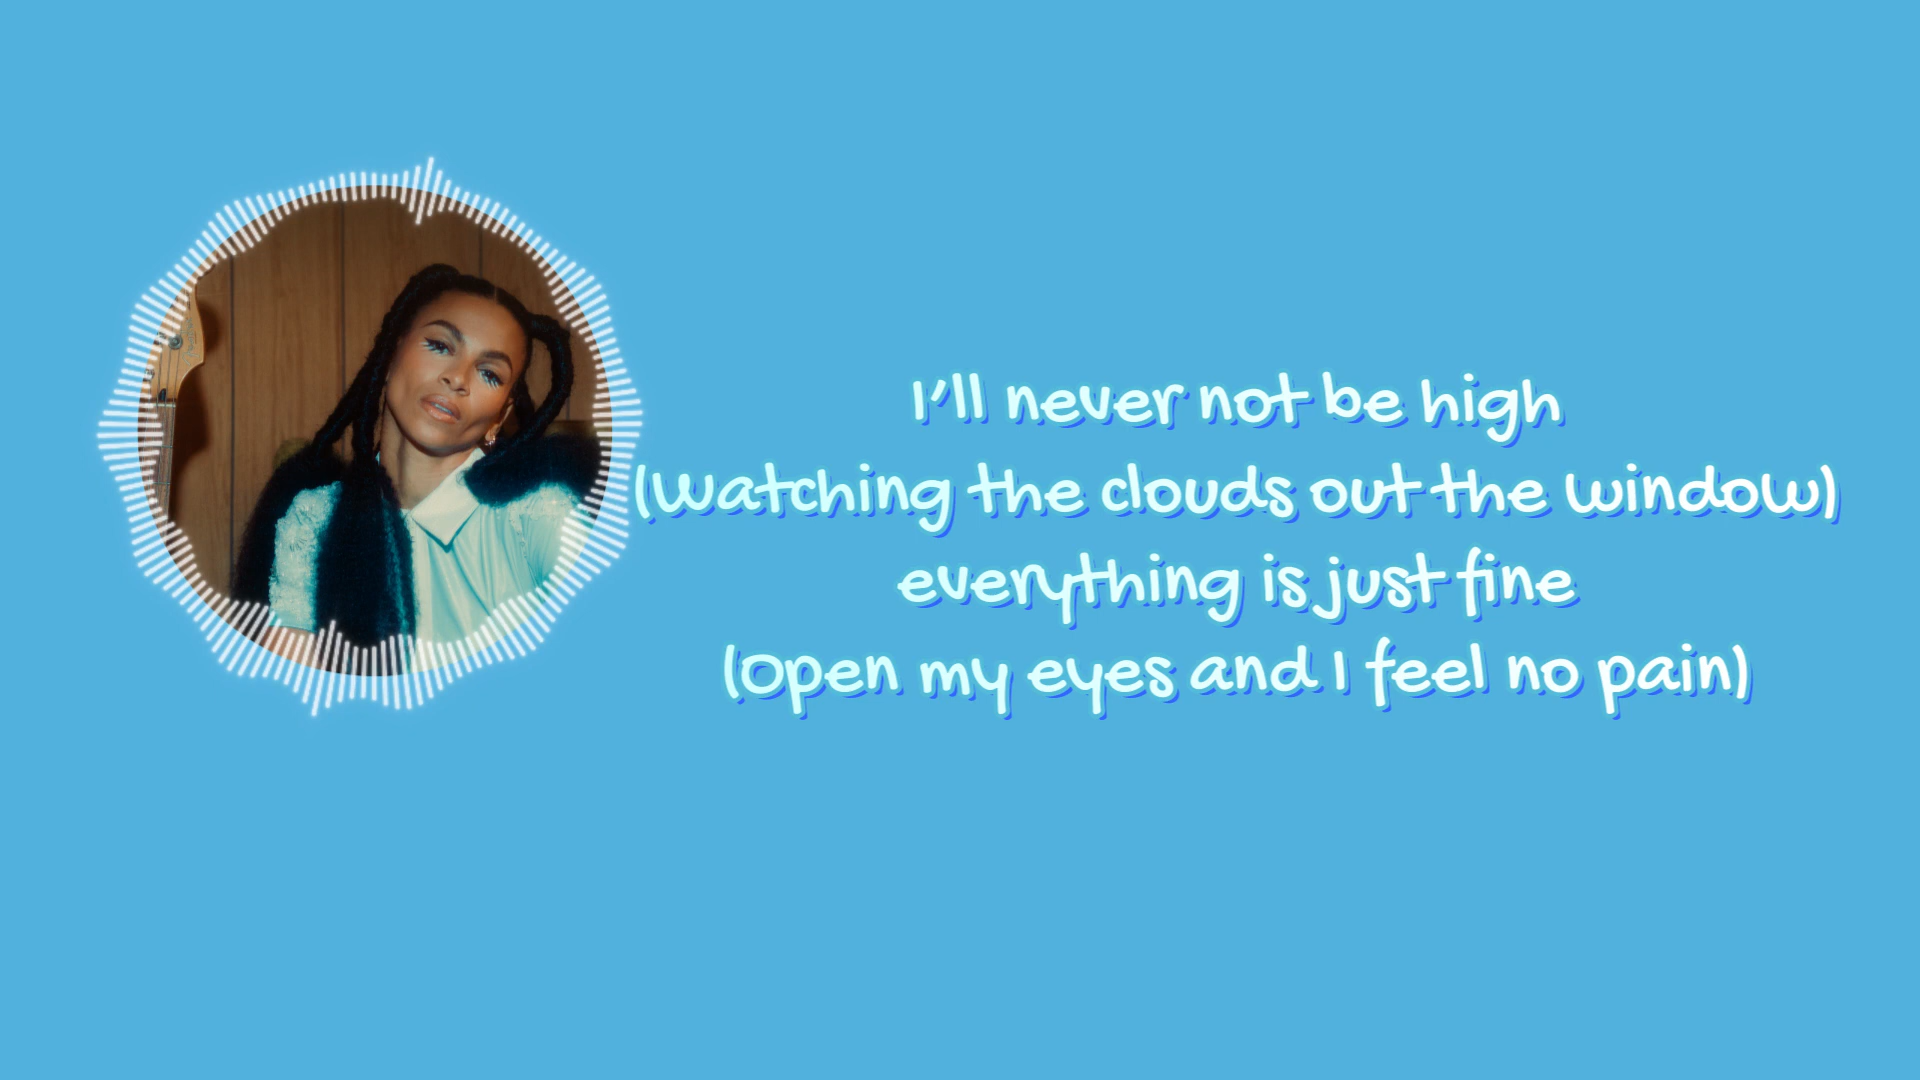 I'll never not be high
(Watching the clouds out the window)
everything is just fine
(Open my eyes and I feel no pain)